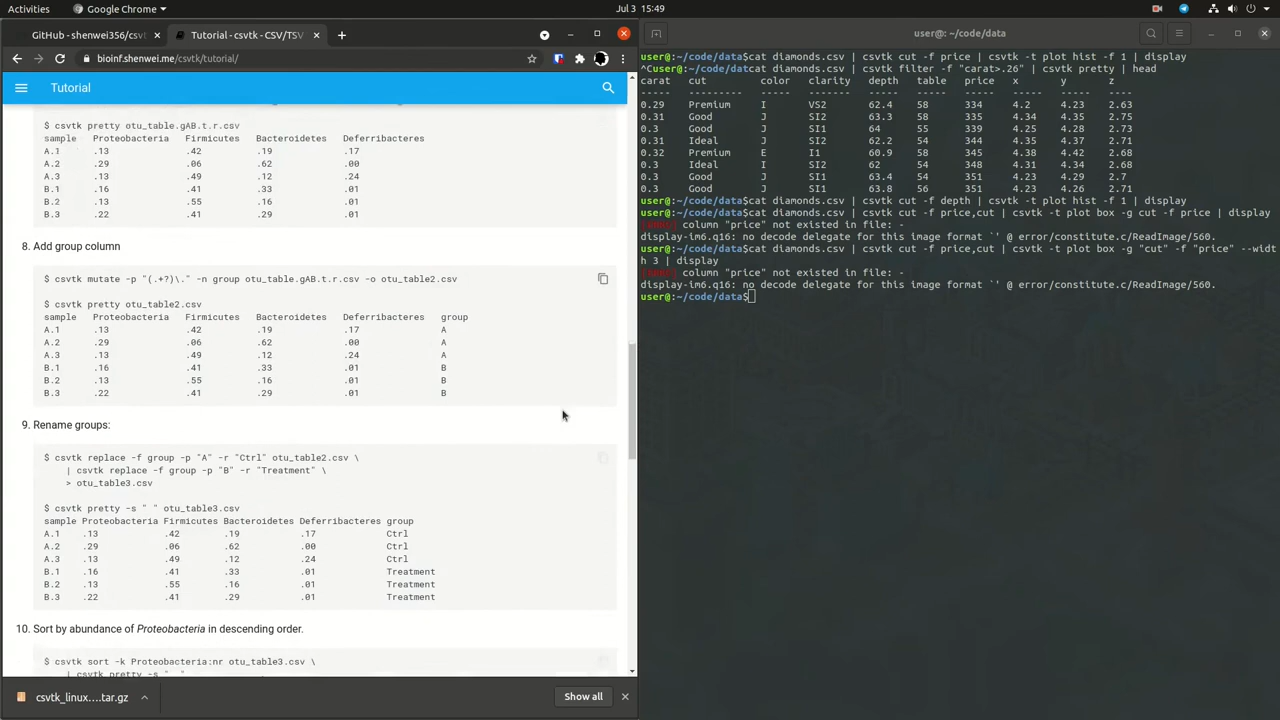 Activities
Google Chrome
Jul 3 15:49
GitHub - shenwei356/csvt
Tutorial - csvtk - CSV/TSV
bioinf.shenwei.me/csvtk/tutorial/
Tutorial
$ csvtk pretty otu_table.gAB.t.r.csv
sample Proteobacteria Firmicutes Bacteroidetes Deferribacteres
A.1 .13 .42 .19 .17
A.2 .29 .06 .62 .00
A.3 .13 .49 .12 .24
B.1 .16 .41 .33 .01
B.2 .13 .55 .16 .01
B.3 .22 .41 .29 .01
8. Add group column
$ csvtk mutate -p "(.+?)\." -n group otu_table.gAB.t.r.csv -o otu_table2.csv
$ csvtk pretty otu_table2.csv
sample Proteobacteria Firmicutes Bacteroidetes Deferribacteres group
A.1 .13 .42 .19 .17 A
A.2 .29 .06 .62 .00 A
A.3 .13 .49 .12 .24 A
B.1 .16 .41 .33 .01 B
B.2 .13 .55 .16 .01 B
B.3 .22 .41 .29 .01 B
9. Rename groups:
$ csvtk replace -f group -p "A" -r "Ctrl" otu_table2.csv \
| csvtk replace -f group -p "B" -r "Treatment" \
> otu_table3.csv
$ csvtk pretty -s " " otu_table3.csv
sample Proteobacteria Firmicutes Bacteroidetes Deferribacteres group
A.1 .13 .42 .19 .17 Ctrl
A.2 .29 .06 .62 .00 Ctrl
A.3 .13 .49 .12 .24 Ctrl
B.1 .16 .41 .33 .01 Treatment
B.2 .13 .55 .16 .01 Treatment
B.3 .22 .41 .29 .01 Treatment
10. Sort by abundance of Proteobacteria in descending order.
$ csvtk sort -k Proteobacteria:nr otu_table3.csv \
| csvtk pretty -s " "
csvtk_linux....tar.gz
Show all
user@: ~/code/data
user@:~/code/data$cat diamonds.csv | csvtk cut -f price | csvtk -t plot hist -f 1 | display
^Cuser@:~/code/datcat diamonds.csv | csvtk filter -f "carat>.26" | csvtk pretty | head
carat cut color clarity depth table price x y z
----- --------- ----- ------- ----- ----- ----- ---- ---- ----
0.29 Premium I VS2 62.4 58 334 4.2 4.23 2.63
0.31 Good J SI2 63.3 58 335 4.34 4.35 2.75
0.3 Good J SI1 64 55 339 4.25 4.28 2.73
0.31 Ideal J SI2 62.2 54 344 4.35 4.37 2.71
0.32 Premium E I1 60.9 58 345 4.38 4.42 2.68
0.3 Ideal I SI2 62 54 348 4.31 4.34 2.68
0.3 Good J SI1 63.4 54 351 4.23 4.29 2.7
0.3 Good J SI1 63.8 56 351 4.23 4.26 2.71
user@:~/code/data$cat diamonds.csv | csvtk cut -f depth | csvtk -t plot hist -f 1 | display
user@:~/code/data$cat diamonds.csv | csvtk cut -f price,cut | csvtk -t plot box -g cut -f price | display
column "price" not existed in file: -
display-im6.q16: no decode delegate for this image format `' @ error/constitute.c/ReadImage/560.
user@:~/code/data$cat diamonds.csv | csvtk cut -f price,cut | csvtk -t plot box -g "cut" -f "price" --widt
h 3 | display
column "price" not existed in file: -
display-im6.q16: no decode delegate for this image format `' @ error/constitute.c/ReadImage/560.
user@:~/code/data$